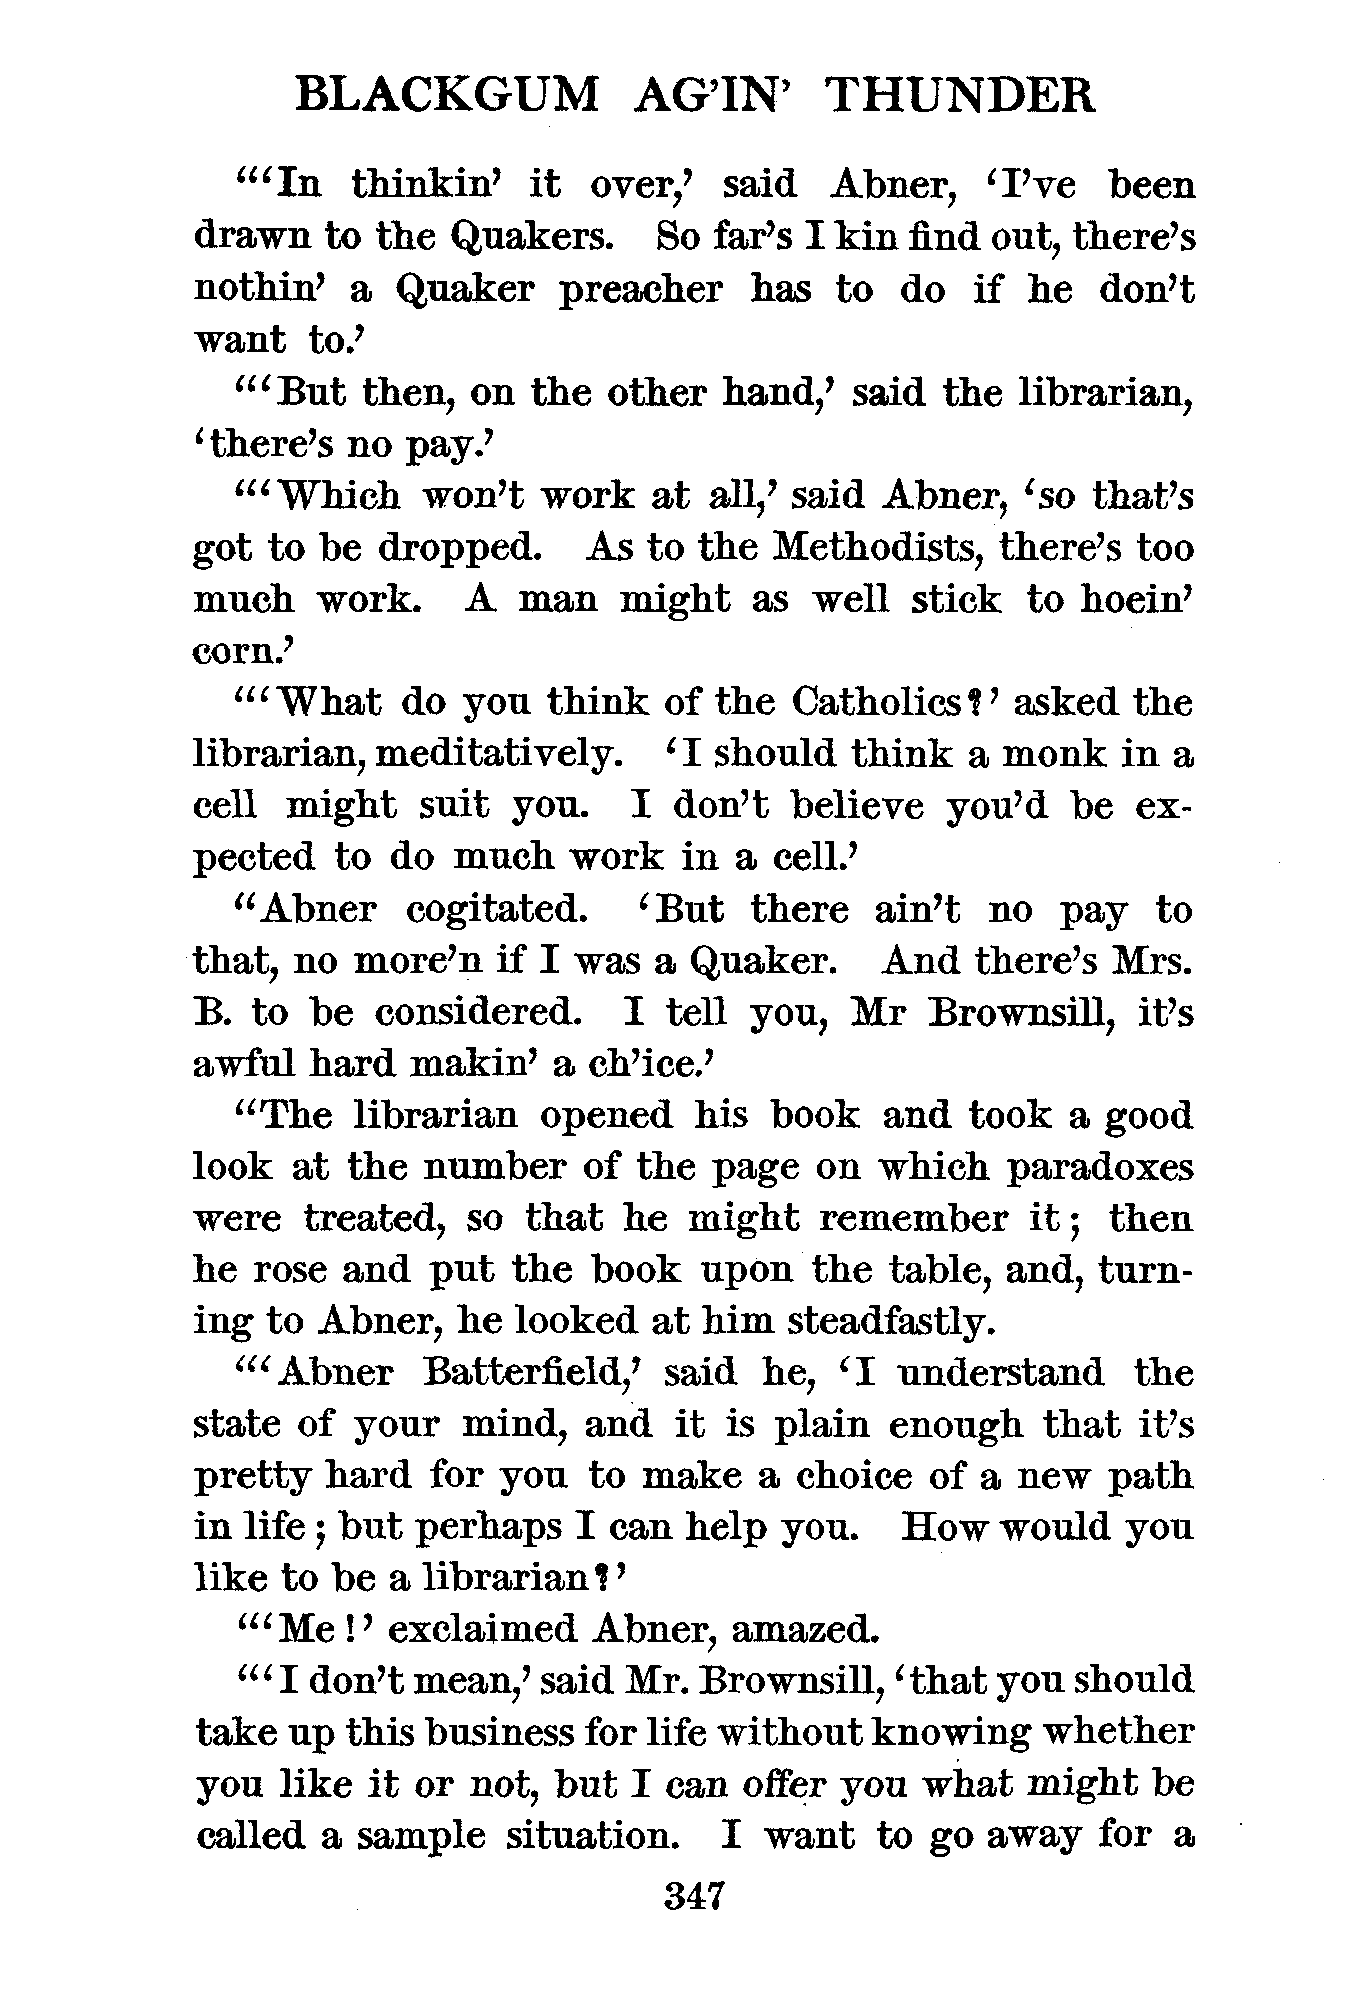 BLACKGUM AG'IN' THUNDER
"'In thinkin' it over,' said Abner, 'I've been
drawn to the Quakers. So far's I kin find out, there's
nothin' a Quaker preacher has to do if he don't
want to.'
"'But then, on the other hand,' said the librarian,
'there's no pay.'
"'Which won't work at all,' said Abner, 'so that's
got to be dropped. As to the Methodists, there's too
much work. A man might as well stick to hoein'
corn.'
"'What do you think of the Catholics?' asked the
librarian, meditatively. 'I should think a monk in a
cell might suit you. I don't believe you'd be ex-
pected to do much work in a cell.'
"Abner cogitated. 'But there ain't no pay to
that, no more'n if I was a Quaker. And there's Mrs.
B. to be considered. I tell you, Mr Brownsill, it's
awful hard makin' a ch'ice.'
"The librarian opened his book and took a good
look at the number of the page on which paradoxes
were treated, so that he might remember it; then
he rose and put the book upon the table, and, turn-
ing to Abner, he looked at him steadfastly.
"'Abner Batterfield,' said he, 'I understand the
state of your mind, and it is plain enough that it's
pretty hard for you to make a choice of a new path
in life; but perhaps I can help you. How would you
like to be a librarian?'
"'Me!' exclaimed Abner, amazed.
"'I don't mean,' said Mr. Brownsill, 'that you should
take up this business for life without knowing whether
you like it or not, but I can offer you what might be
called a sample situation. I want to go away for a
347